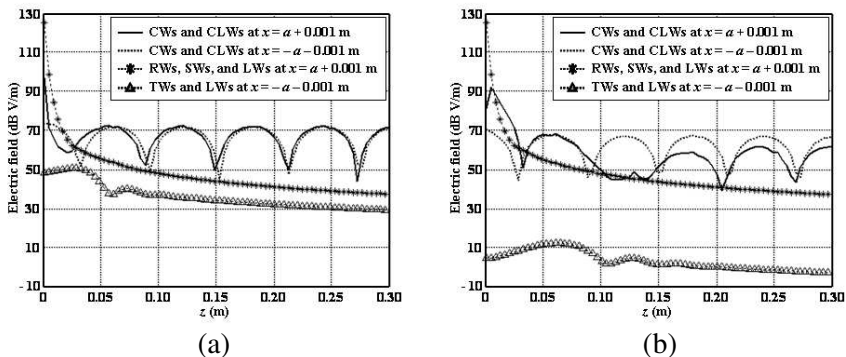 130
110
90
70
50
30
10
-10
Electric field (dB V/m)
0
0.05
0.10
0.15
0.20
0.25
0.30
z (m)
CWs and CLWs at x = a + 0.001 m
CWs and CLWs at x = -a - 0.001 m
RWs, SWs, and LWs at x = a + 0.001 m
TWs and LWs at x = -a - 0.001 m
(a)
130
110
90
70
50
30
10
-10
Electric field (dB V/m)
0
0.05
0.10
0.15
0.20
0.25
0.30
z (m)
CWs and CLWs at x = a + 0.001 m
CWs and CLWs at x = -a - 0.001 m
RWs, SWs, and LWs at x = a + 0.001 m
TWs and LWs at x = -a - 0.001 m
(b)